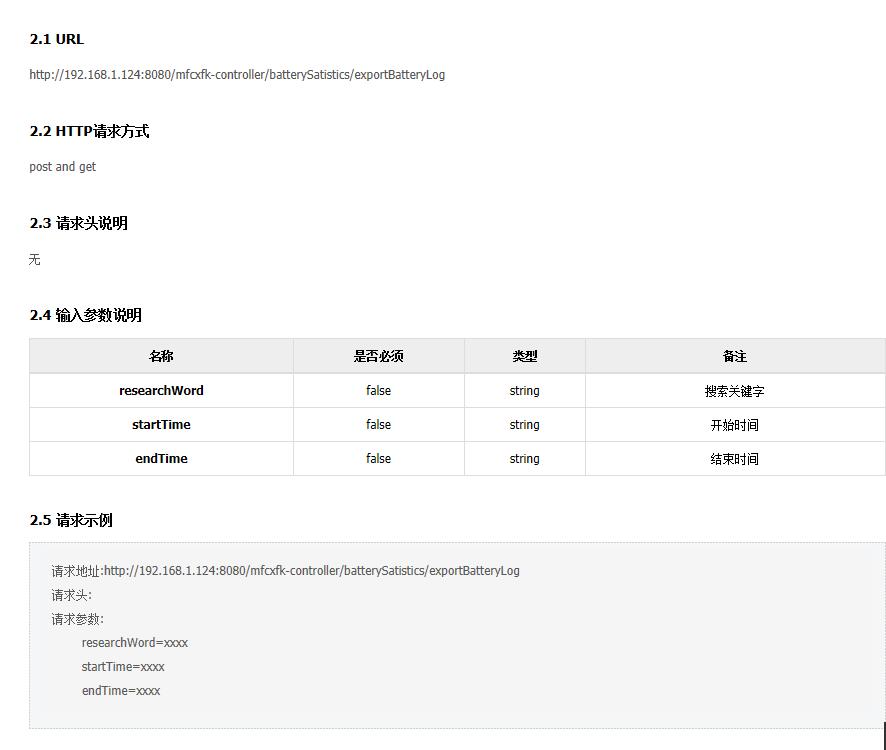 2.1 URL
http://192.168.1.124:8080/mfcxfk-controller/batterySatistics/exportBatteryLog
2.2 HTTP请求方式
post and get
2.3 请求头说明
无
2.4 输入参数说明
名称 是否必须 类型 备注
researchWord false string 搜索关键字
startTime false string 开始时间
endTime false string 结束时间
2.5 请求示例
请求地址:http://192.168.1.124:8080/mfcxfk-controller/batterySatistics/exportBatteryLog
请求头:
请求参数:
researchWord=xxxx
startTime=xxxx
endTime=xxxx